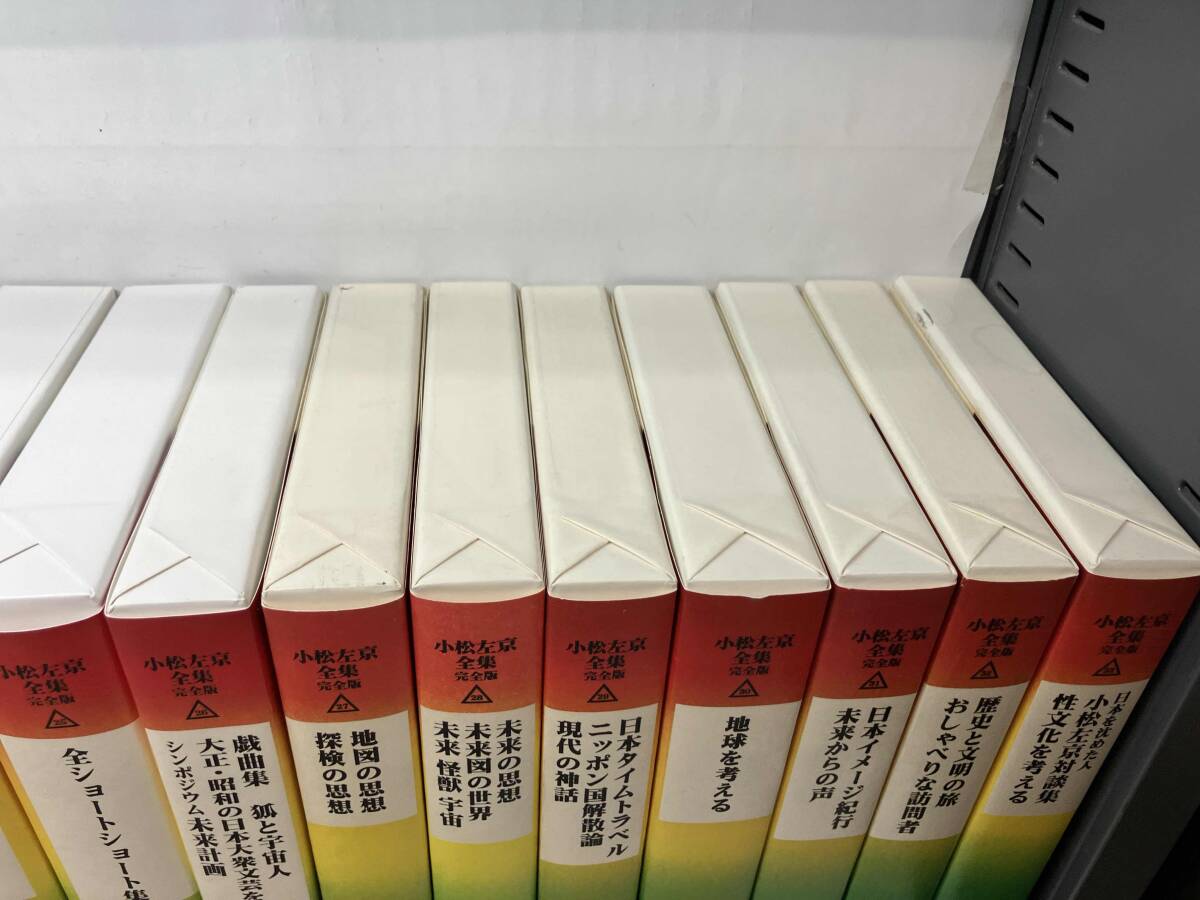 小松左京
全集
完全版
25
全ショートショート集
小松左京
全集
完全版
26
戯曲集 狐と宇宙人
大正・昭和の日本大衆文芸を
シンポジウム未来計画
小松左京
全集
完全版
27
地図の思想
探検の思想
小松左京
全集
完全版
28
未来の思想
未来図の世界
未来 怪獣 宇宙
小松左京
全集
完全版
29
日本タイムトラベル
ニッポン国解散論
現代の神話
小松左京
全集
完全版
30
地球を考える
小松左京
全集
完全版
31
日本イメージ紀行
未来からの声
小松左京
全集
完全版
32
歴史と文明の旅
おしゃべりな訪問者
小松左京
全集
完全版
33
日本を沈めた人
小松左京対談集
性文化を考える